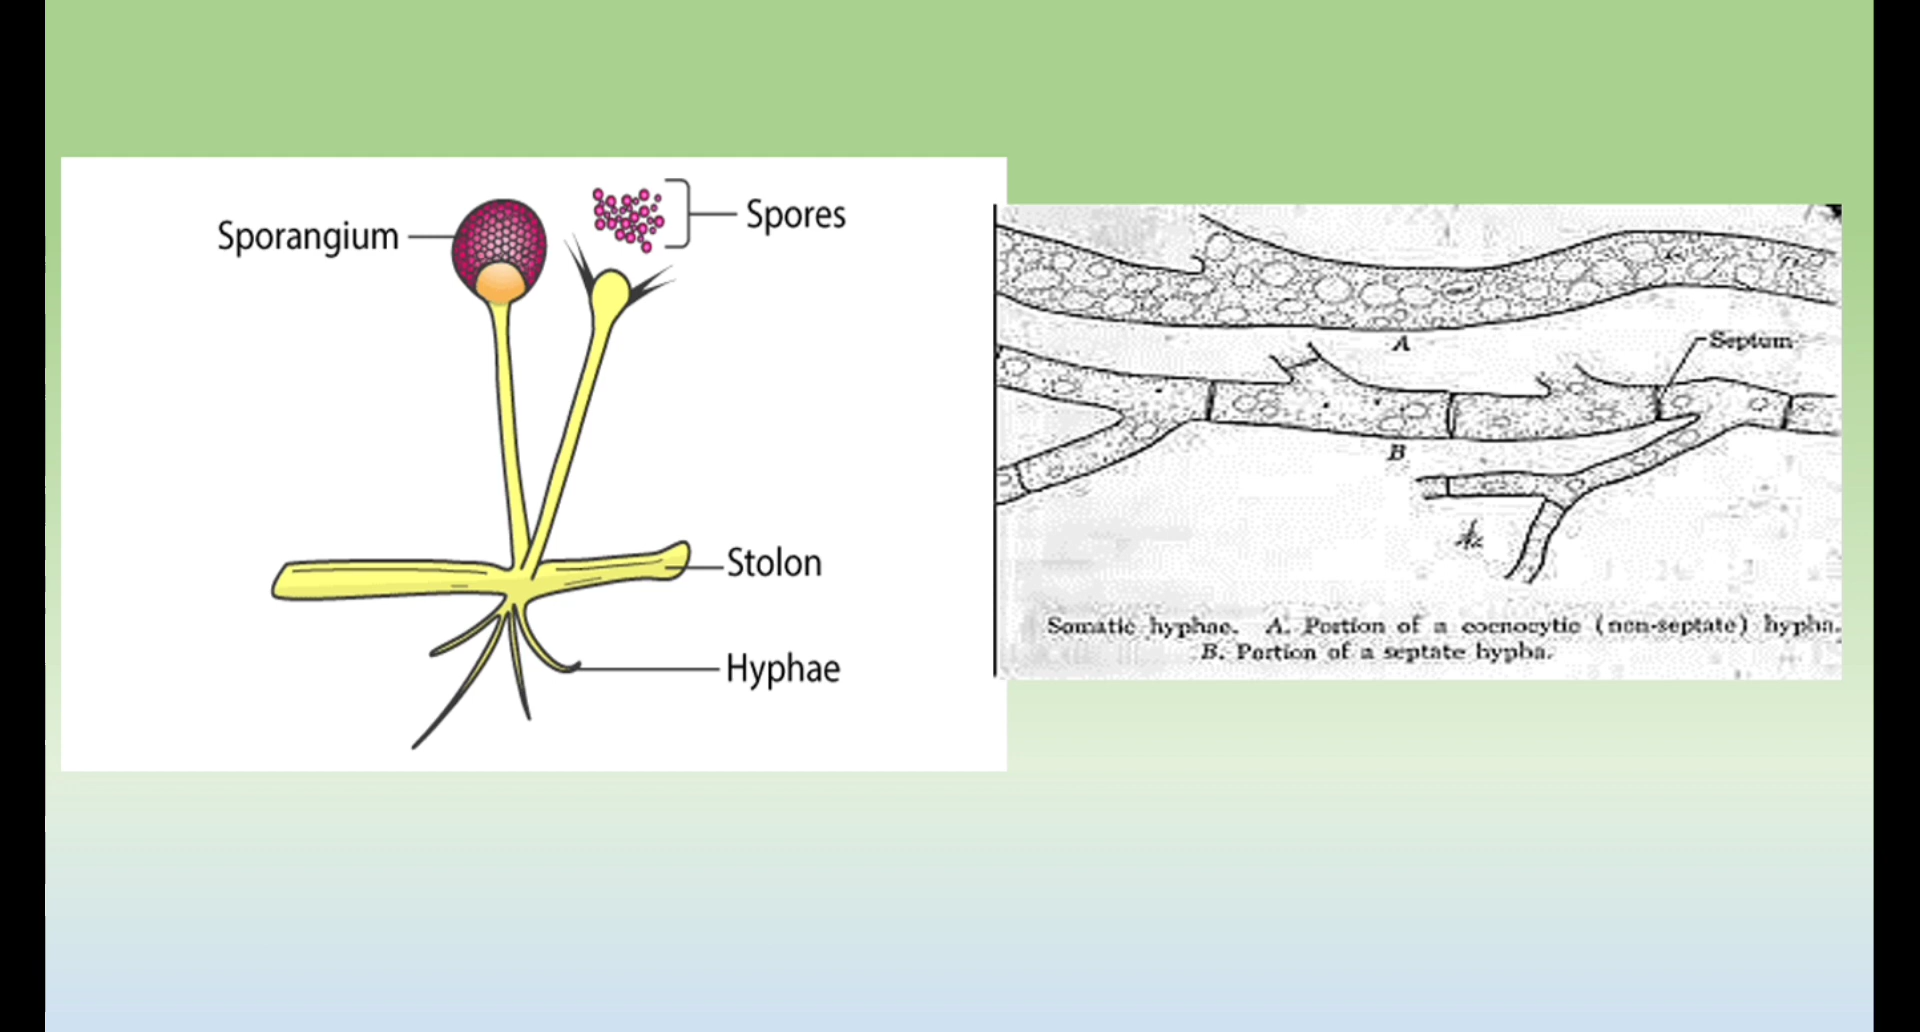 Sporangium
Spores
Stolon
Hyphae
A
Septum
B
Somatic hyphae. A. Portion of a coenocytic (non-septate) hypha.
B. Portion of a septate hypha.